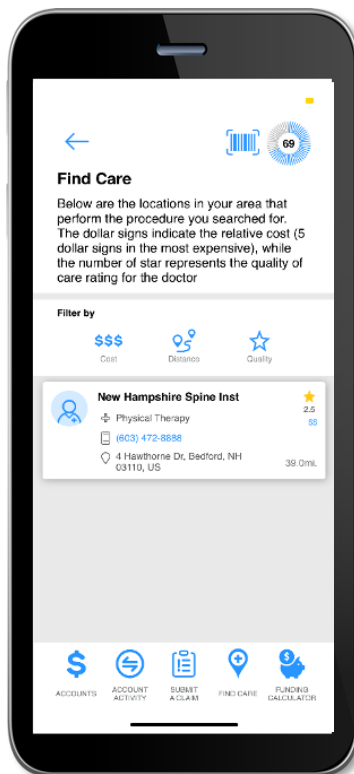 69
Find Care
Below are the locations in your area that
perform the procedure you searched for.
The dollar signs indicate the relative cost (5
dollar signs in the most expensive), while
the number of star represents the quality of
care rating for the doctor
Filter by
$$$
Cost
Distance
Quality
New Hampshire Spine Inst
2.5
Physical Therapy
$$
(603) 472-8888
4 Hawthorne Dr, Bedford, NH
03110, US
39.0mi.
$
ACCOUNTS
ACCOUNT
ACTIVITY
SUBMIT
A CLAIM
FIND CARE
$
FUNDING
CALCULATOR